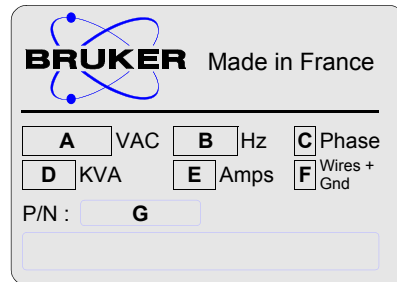 BRUKER Made in France
A VAC B Hz C Phase
D KVA E Amps F Wires + Gnd
P/N : G